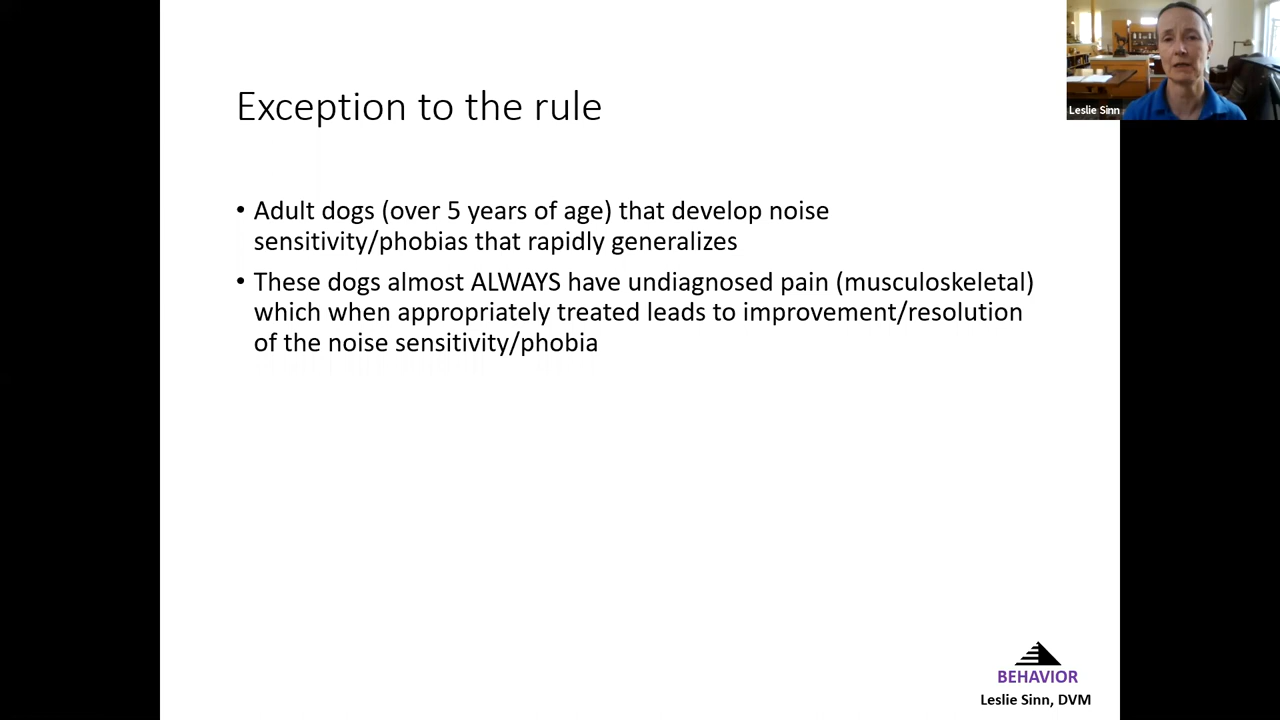 Leslie Sinn
Exception to the rule
• Adult dogs (over 5 years of age) that develop noise
sensitivity/phobias that rapidly generalizes
• These dogs almost ALWAYS have undiagnosed pain (musculoskeletal)
which when appropriately treated leads to improvement/resolution
of the noise sensitivity/phobia
BEHAVIOR
Leslie Sinn, DVM